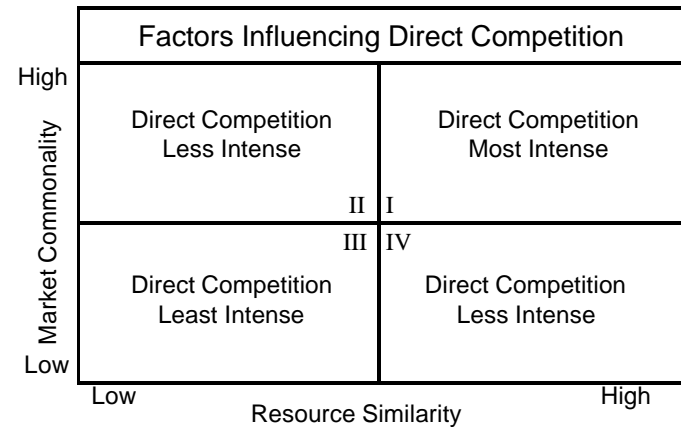 Factors Influencing Direct Competition
High
Market Commonality
Low
Direct Competition
Less Intense
II
Direct Competition
Most Intense
I
III
Direct Competition
Least Intense
IV
Direct Competition
Less Intense
Low
High
Resource Similarity